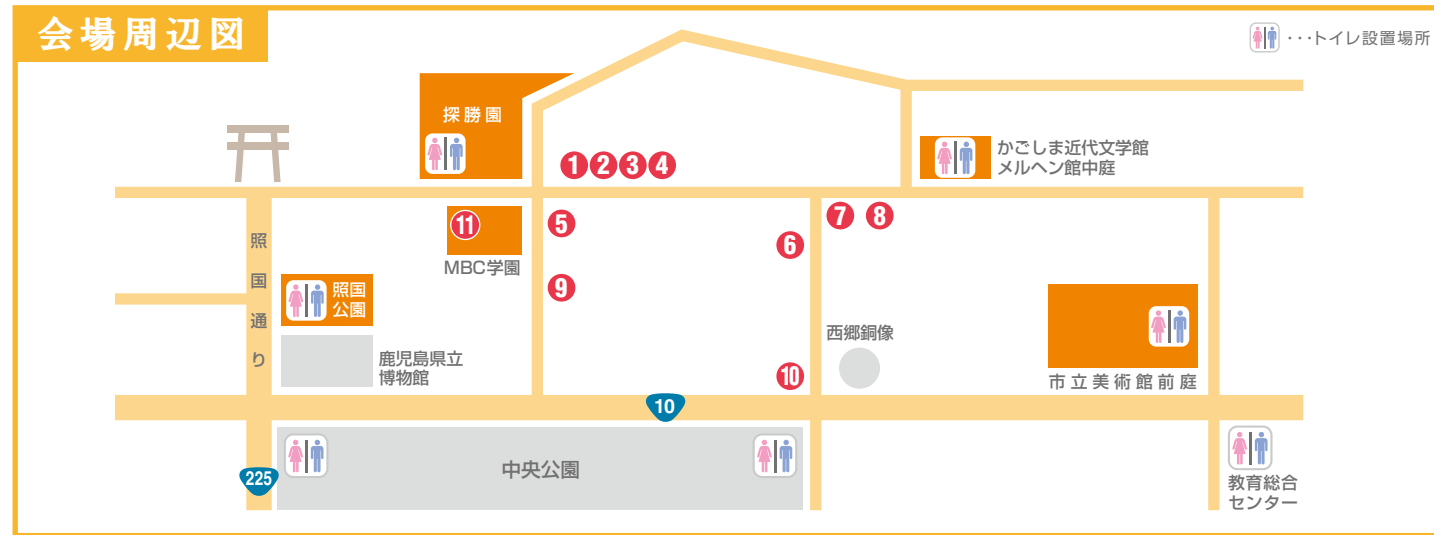 会場周辺図
･･･トイレ設置場所
探勝園
かごしま近代文学館
メルヘン館中庭
1 2 3 4
11
5
7 8
6
MBC学園
9
照国通り
照国
公園
西郷銅像
鹿児島県立
博物館
10
市立美術館前庭
10
225
中央公園
教育総合
センター